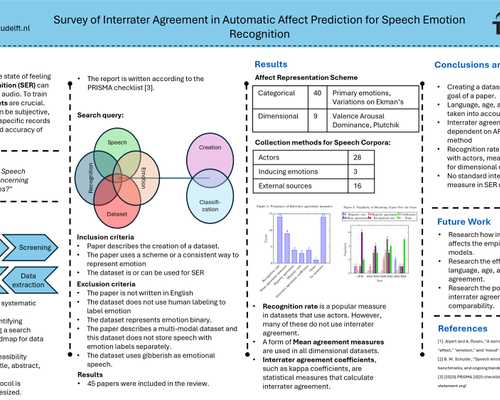 Survey of Interrater Agreement in Automatic Affect Prediction for Speech Emotion
Recognition
udelft.nl
e state of feeling
nition (SER) can
audio. To train
ets are crucial.
n be subjective,
specific records
d accuracy of
Speech
oncerning
es?"
Screening
Data
extraction
systematic
ntifying
ng a search
admap for data
easibility
tle, abstract,
ocol is
esized.
• The report is written according to the
PRISMA checklist [3].
Search query:
Speech
Recognition
Emotion
Dataset
Creation
Classifi-
cation
Inclusion criteria
• Paper describes the creation of a dataset.
• The paper uses a scheme or a consistent way to
represent emotion
• The dataset is or can be used for SER
Exclusion criteria
• The paper is not written in English
• The dataset does not use human labeling to
label emotion
• The dataset represents emotion binary.
• The paper describes a multi-modal dataset and
this dataset does not store speech with
emotion labels separately.
• The dataset uses gibberish as emotional
speech.
Results
• 45 papers were included in the review.
Results
Affect Representation Scheme
Categorical 40 Primary emotions,
Variations on Ekman's
Dimensional 9 Valence Arousal
Dominance, Plutchik
Collection methods for Speech Corpora:
Actors 28
Inducing emotions 3
External sources 16
• Recognition rate is a popular measure
in datasets that use actors. However,
many of these do not use interrater
agreement.
• A form of Mean agreement measures
are used in all dimensional datasets.
• Interrater agreement coefficients,
such as kappa coefficients, are
statistical measures that calculate
interrater agreement.
Conclusions an
• Creating a datas
goal of a paper.
• Language, age, a
taken into accou
• Interrater agreem
dependent on AR
method
• Recognition rate
with actors, mea
for dimensional d
• No standard inte
measure in SER
Future Work
• Research how in
affects the empi
models.
• Research the eff
language, age, a
agreement.
• Research the po
interrater agree
comparability.
References